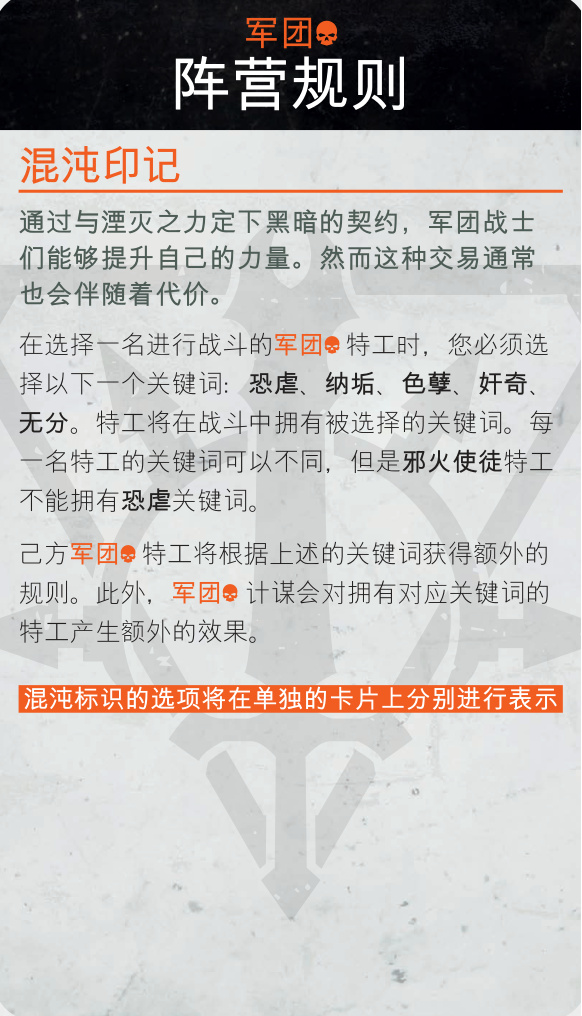 军团
阵营规则
混沌印记
通过与湮灭之力定下黑暗的契约，军团战士
们能够提升自己的力量。然而这种交易通常
也会伴随着代价。
在选择一名进行战斗的军团特工时，您必须选
择以下一个关键词：恐虐、纳垢、色孽、奸奇、
无分。特工将在战斗中拥有被选择的关键词。每
一名特工的关键词可以不同，但是邪火使徒特工
不能拥有恐虐关键词。
己方军团特工将根据上述的关键词获得额外的
规则。此外，军团计谋会对拥有对应关键词的
特工产生额外的效果。
混沌标识的选项将在单独的卡片上分别进行表示